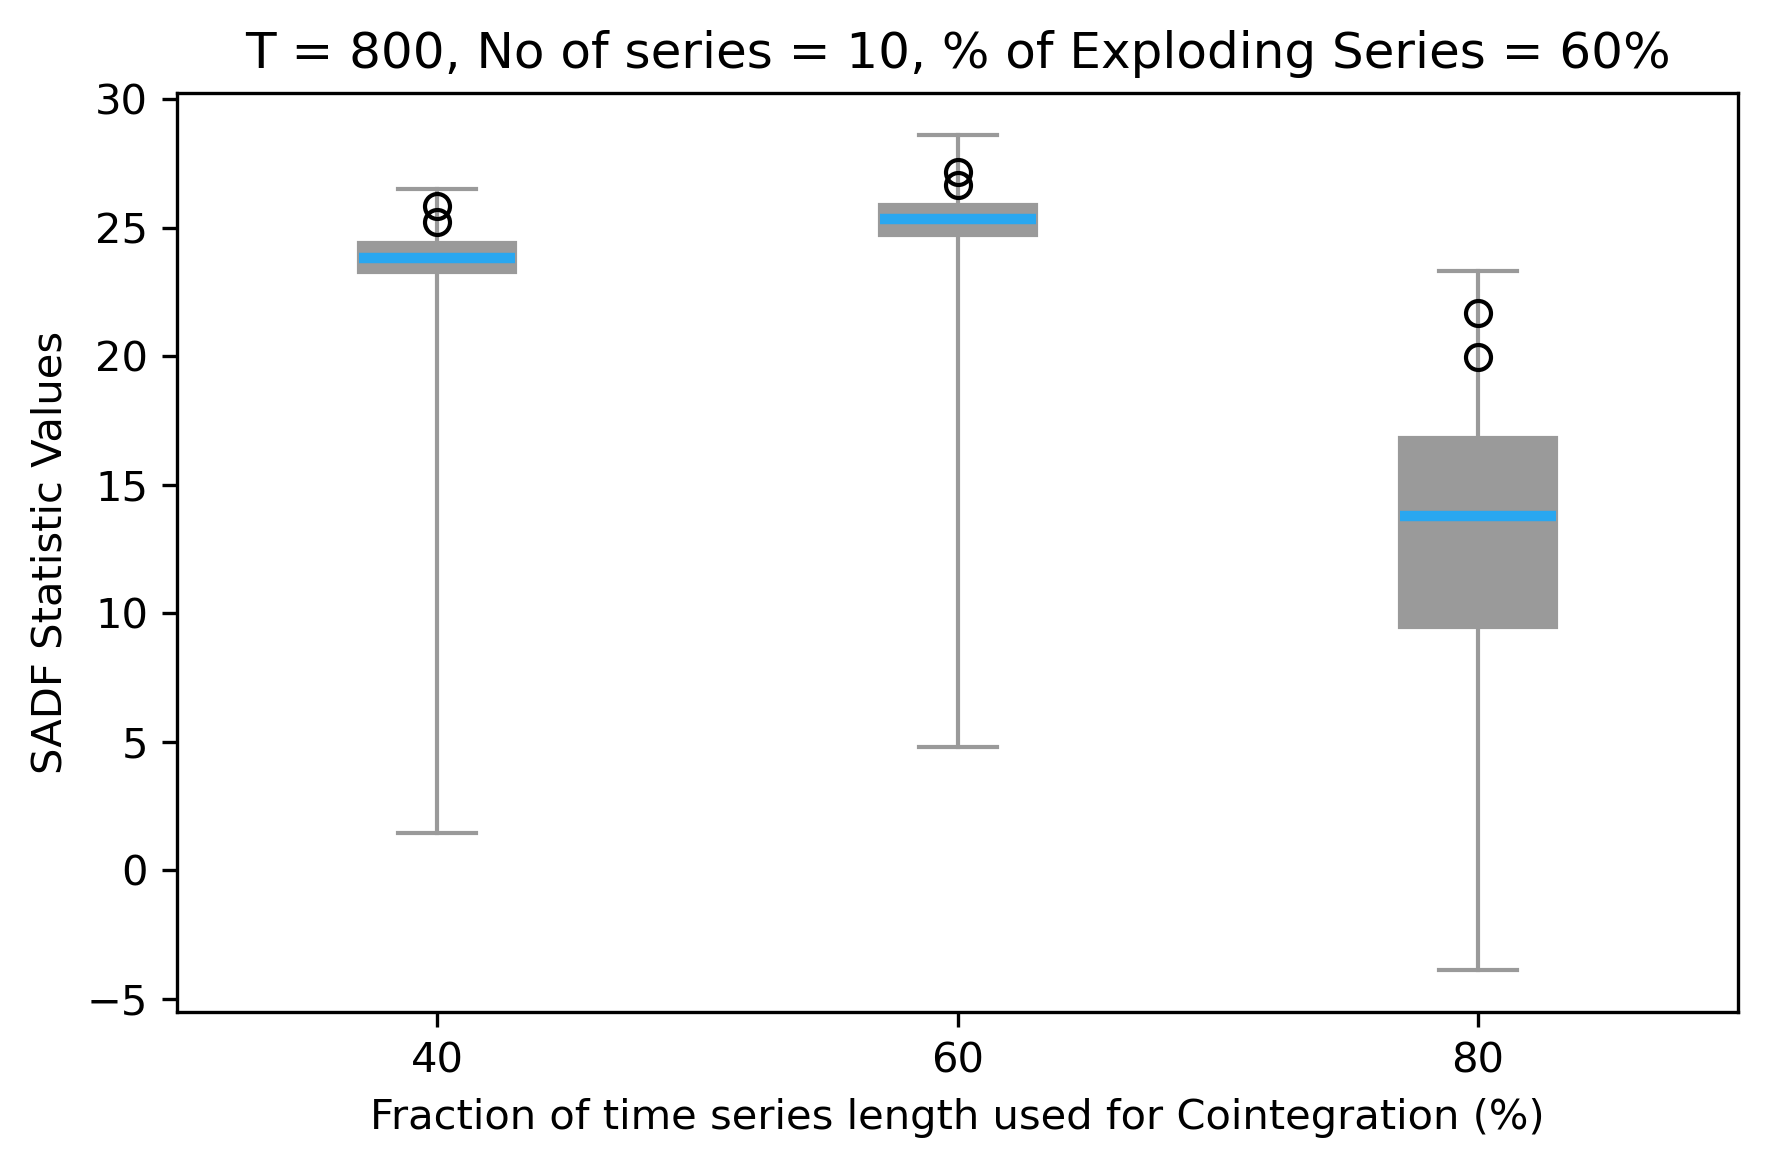 T = 800, No of series = 10, % of Exploding Series = 60%
30
25
20
15
10
5
0
−5
SADF Statistic Values
40 60 80
Fraction of time series length used for Cointegration (%)